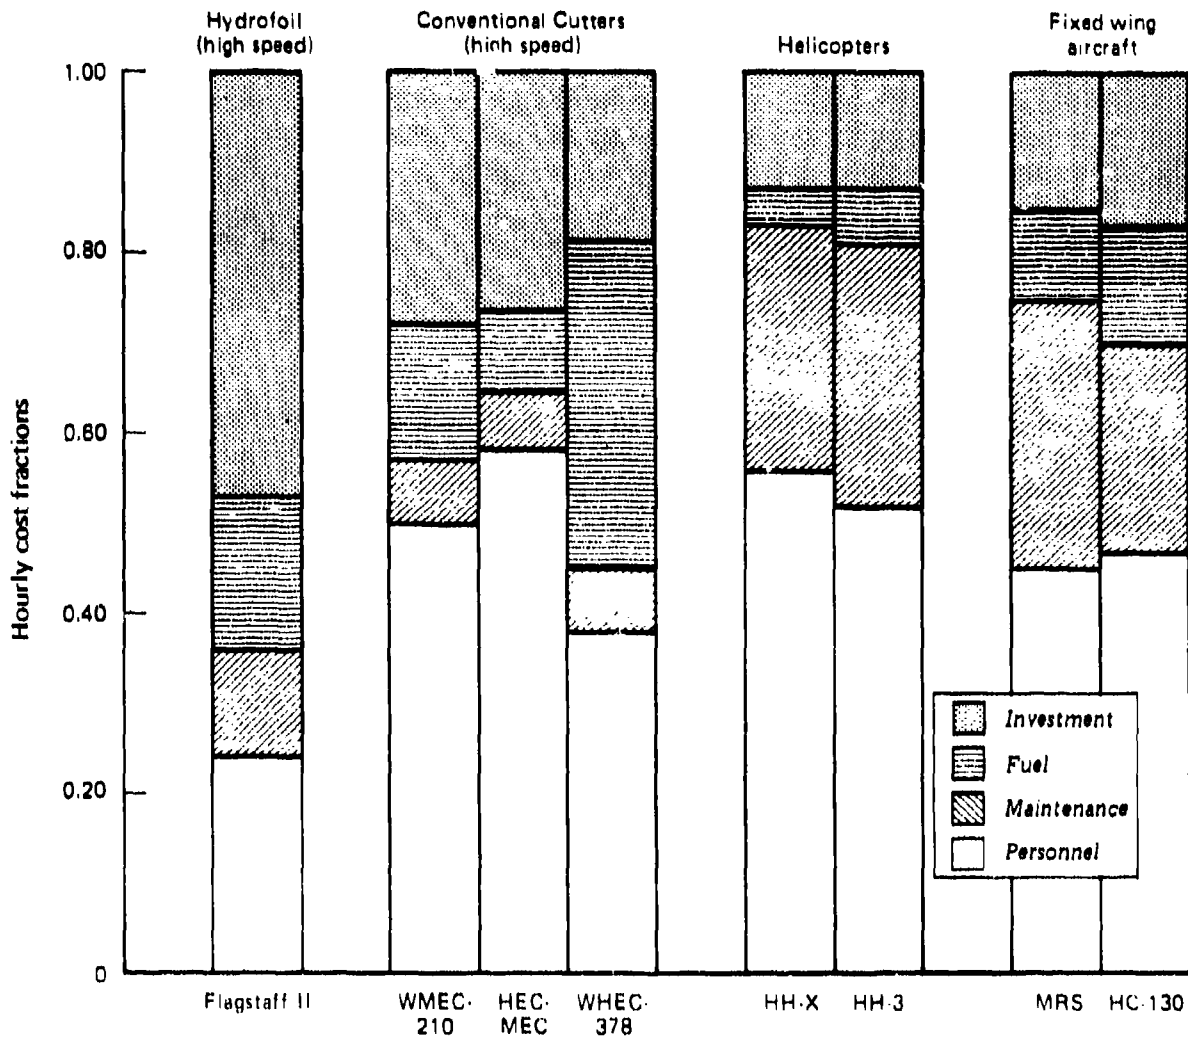 Hydrofoil
(high speed)
Conventional Cutters
(high speed)
Helicopters
Fixed wing
aircraft
1.00
0.80
0.60
0.40
0.20
0
Hourly cost fractions
Investment
Fuel
Maintenance
Personnel
Flagstaff II
WMEC-
210
HEC-
MEC
WHEC-
378
HH-X
HH-3
MRS
HC-130